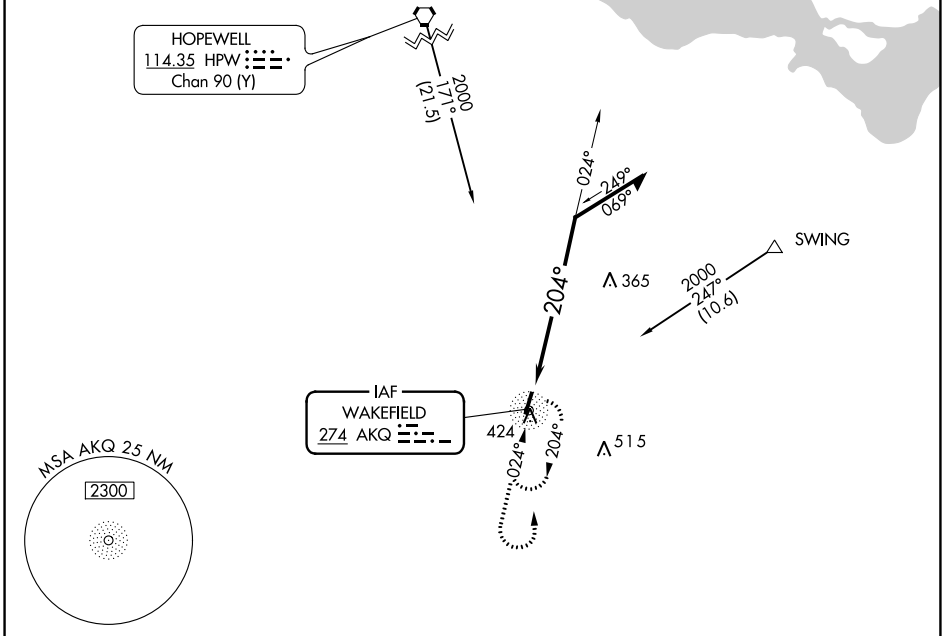 HOPEWELL
114.35 HPW
Chan 90 (Y)
2000
171°
(21.5)
024°
249°
069°
SWING
2000
247°
(10.6)
204°
365
IAF
WAKEFIELD
274 AKQ
424
024°
204°
515
MSA AKQ 25 NM
2300